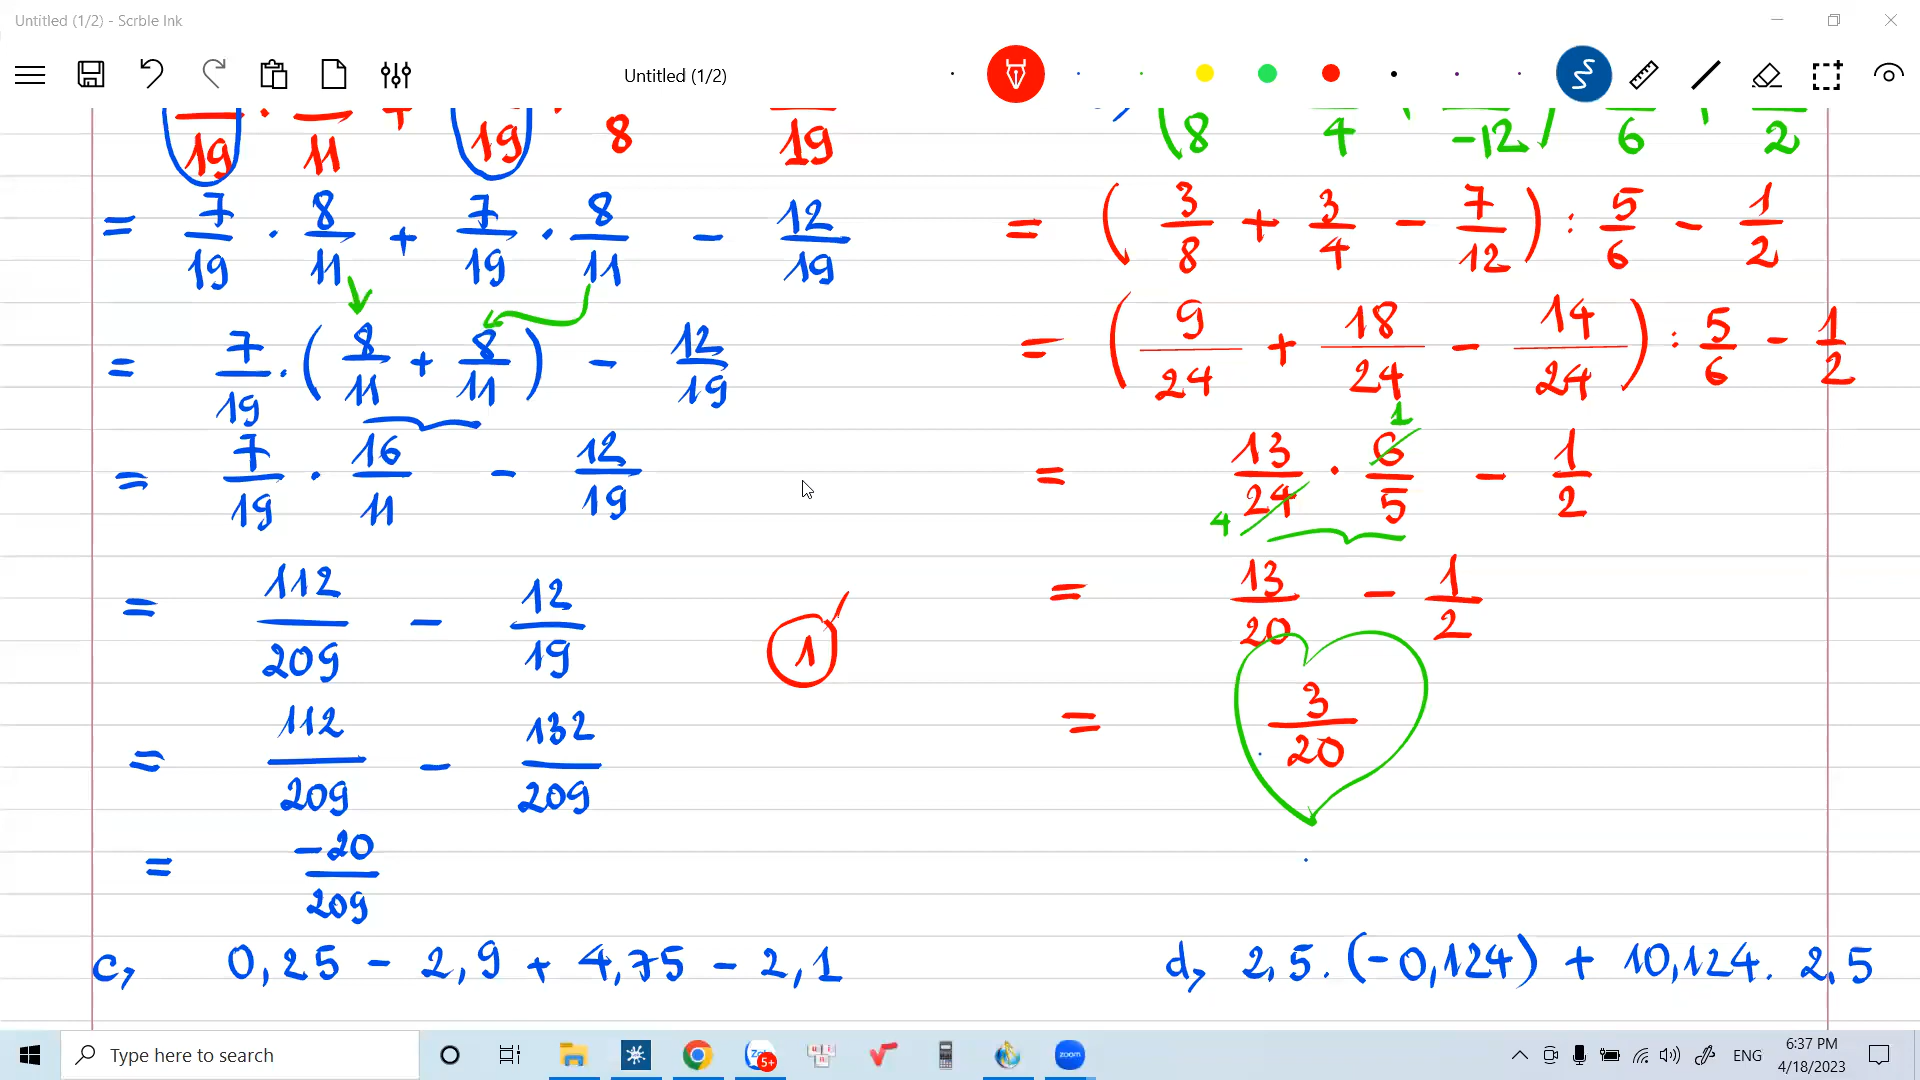 Untitled (1/2) - Scrble Ink
Untitled (1/2)
19 · 11 + 19 · 8 19
= 7/19 · 8/11 + 7/19 · 8/11 - 12/19
= 7/19 · ( 8/11 + 8/11 ) - 12/19
= 7/19 · 16/11 - 12/19
= 112/209 - 12/19
1
= 112/209 - 132/209
= -20/209
(8 4 -12) 6 2
= ( 3/8 + 3/4 - 7/12 ) : 5/6 - 1/2
= ( 9/24 + 18/24 - 14/24 ) : 5/6 - 1/2
1
= 13/24 · 6/5 - 1/2
4
= 13/20 - 1/2
= 3/20
c, 0,25 - 2,9 + 4,75 - 2,1
d, 2,5. (-0,124) + 10,124. 2,5
Type here to search
5+
zoom
ENG
6:37 PM
4/18/2023